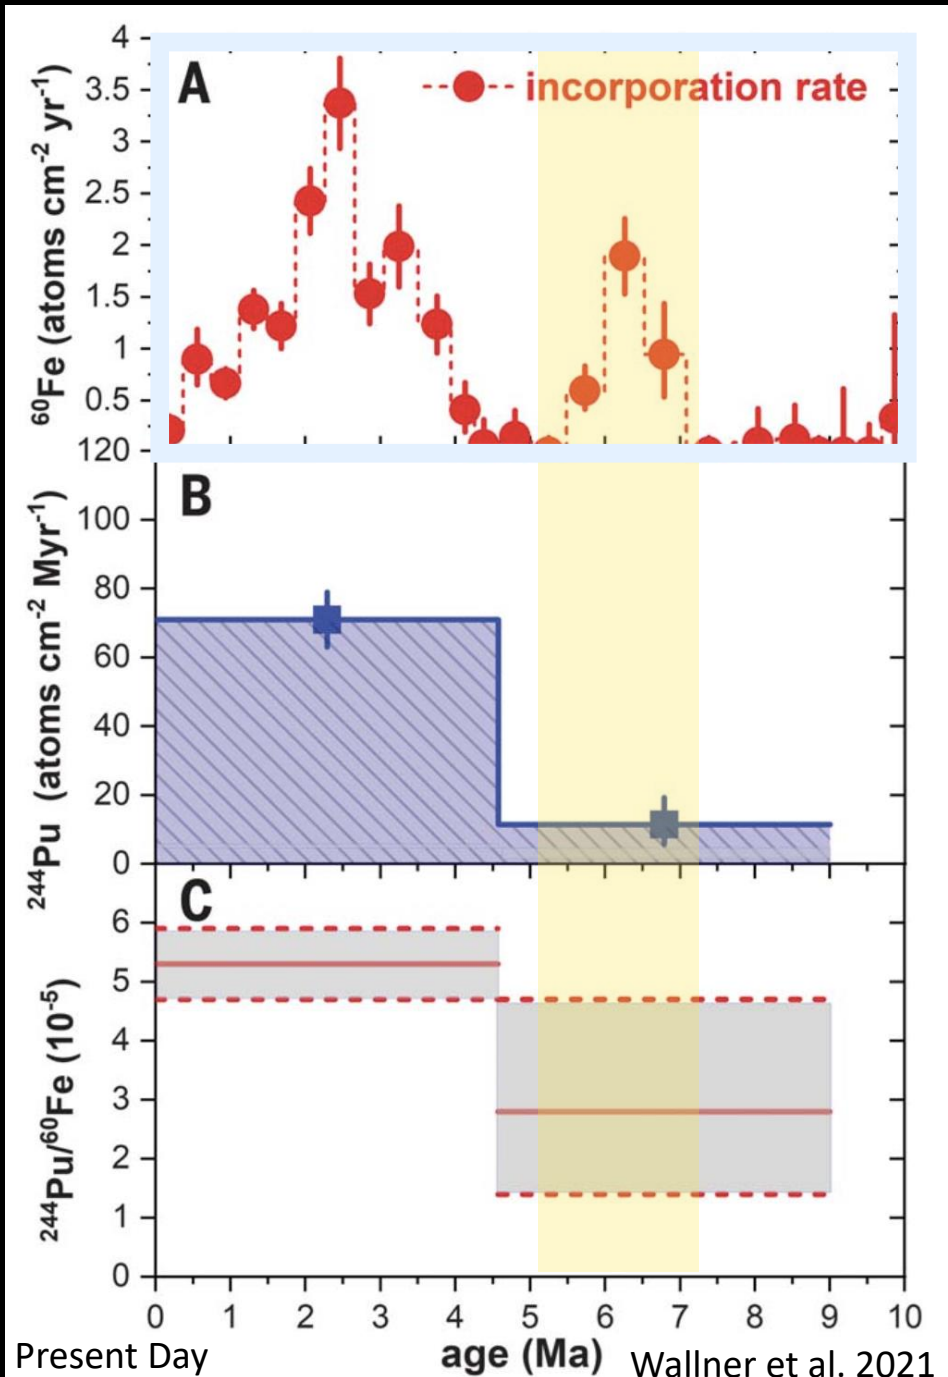 A
incorporation rate
⁶⁰Fe (atoms cm⁻² yr⁻¹)
4
3.5
3
2.5
2
1.5
1
0.5
120
B
²⁴⁴Pu (atoms cm⁻² Myr⁻¹)
100
80
60
40
20
0
C
²⁴⁴Pu/⁶⁰Fe (10⁻⁵)
6
5
4
3
2
1
0
0 1 2 3 4 5 6 7 8 9 10
age (Ma)
Present Day
Wallner et al. 2021